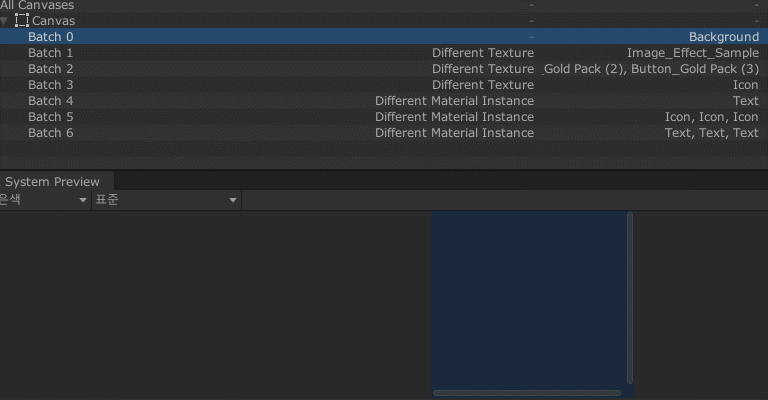 All Canvases - -
Canvas - -
Batch 0 - Background
Batch 1 Different Texture Image_Effect_Sample
Batch 2 Different Texture _Gold Pack (2), Button_Gold Pack (3)
Batch 3 Different Texture Icon
Batch 4 Different Material Instance Text
Batch 5 Different Material Instance Icon, Icon, Icon
Batch 6 Different Material Instance Text, Text, Text
System Preview
은색 표준